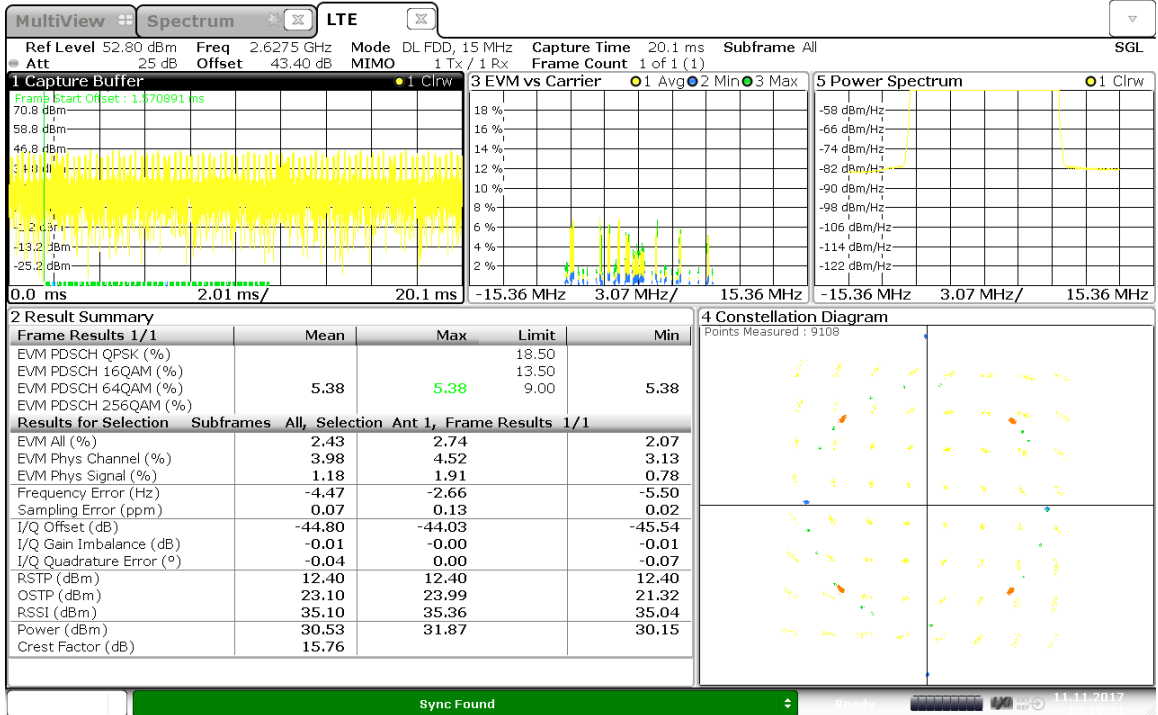 MultiView Spectrum LTE
Ref Level 52.80 dBm Freq 2.6275 GHz Mode DL FDD, 15 MHz Capture Time 20.1 ms Subframe All SGL
Att 25 dB Offset 43.40 dB MIMO 1 Tx / 1 Rx Frame Count 1 of 1 (1)
1 Capture Buffer 1 Clrw
Frame Start Offset : 1.570891 ms
70.8 dBm
58.8 dBm
46.8 dBm
-13.2 dBm
-25.2 dBm
0.0 ms 2.01 ms/ 20.1 ms
3 EVM vs Carrier 1 Avg 2 Min 3 Max
18 %
16 %
14 %
12 %
10 %
8 %
6 %
4 %
2 %
-15.36 MHz 3.07 MHz/ 15.36 MHz
5 Power Spectrum 1 Clrw
-58 dBm/Hz
-66 dBm/Hz
-74 dBm/Hz
-82 dBm/Hz
-90 dBm/Hz
-98 dBm/Hz
-106 dBm/Hz
-114 dBm/Hz
-122 dBm/Hz
-15.36 MHz 3.07 MHz/ 15.36 MHz
2 Result Summary
Frame Results 1/1 Mean Max Limit Min
EVM PDSCH QPSK (%) 18.50
EVM PDSCH 16QAM (%) 13.50
EVM PDSCH 64QAM (%) 5.38 5.38 9.00 5.38
EVM PDSCH 256QAM (%)
Results for Selection Subframes All, Selection Ant 1, Frame Results 1/1
EVM All (%) 2.43 2.74 2.07
EVM Phys Channel (%) 3.98 4.52 3.13
EVM Phys Signal (%) 1.18 1.91 0.78
Frequency Error (Hz) -4.47 -2.66 -5.50
Sampling Error (ppm) 0.07 0.13 0.02
I/Q Offset (dB) -44.80 -44.03 -45.54
I/Q Gain Imbalance (dB) -0.01 -0.00 -0.01
I/Q Quadrature Error (º) -0.04 0.00 -0.07
RSTP (dBm) 12.40 12.40 12.40
OSTP (dBm) 23.10 23.99 21.32
RSSI (dBm) 35.10 35.36 35.04
Power (dBm) 30.53 31.87 30.15
Crest Factor (dB) 15.76
4 Constellation Diagram
Points Measured : 9108
Sync Found Ready LXI EXT REF 11.11.2017